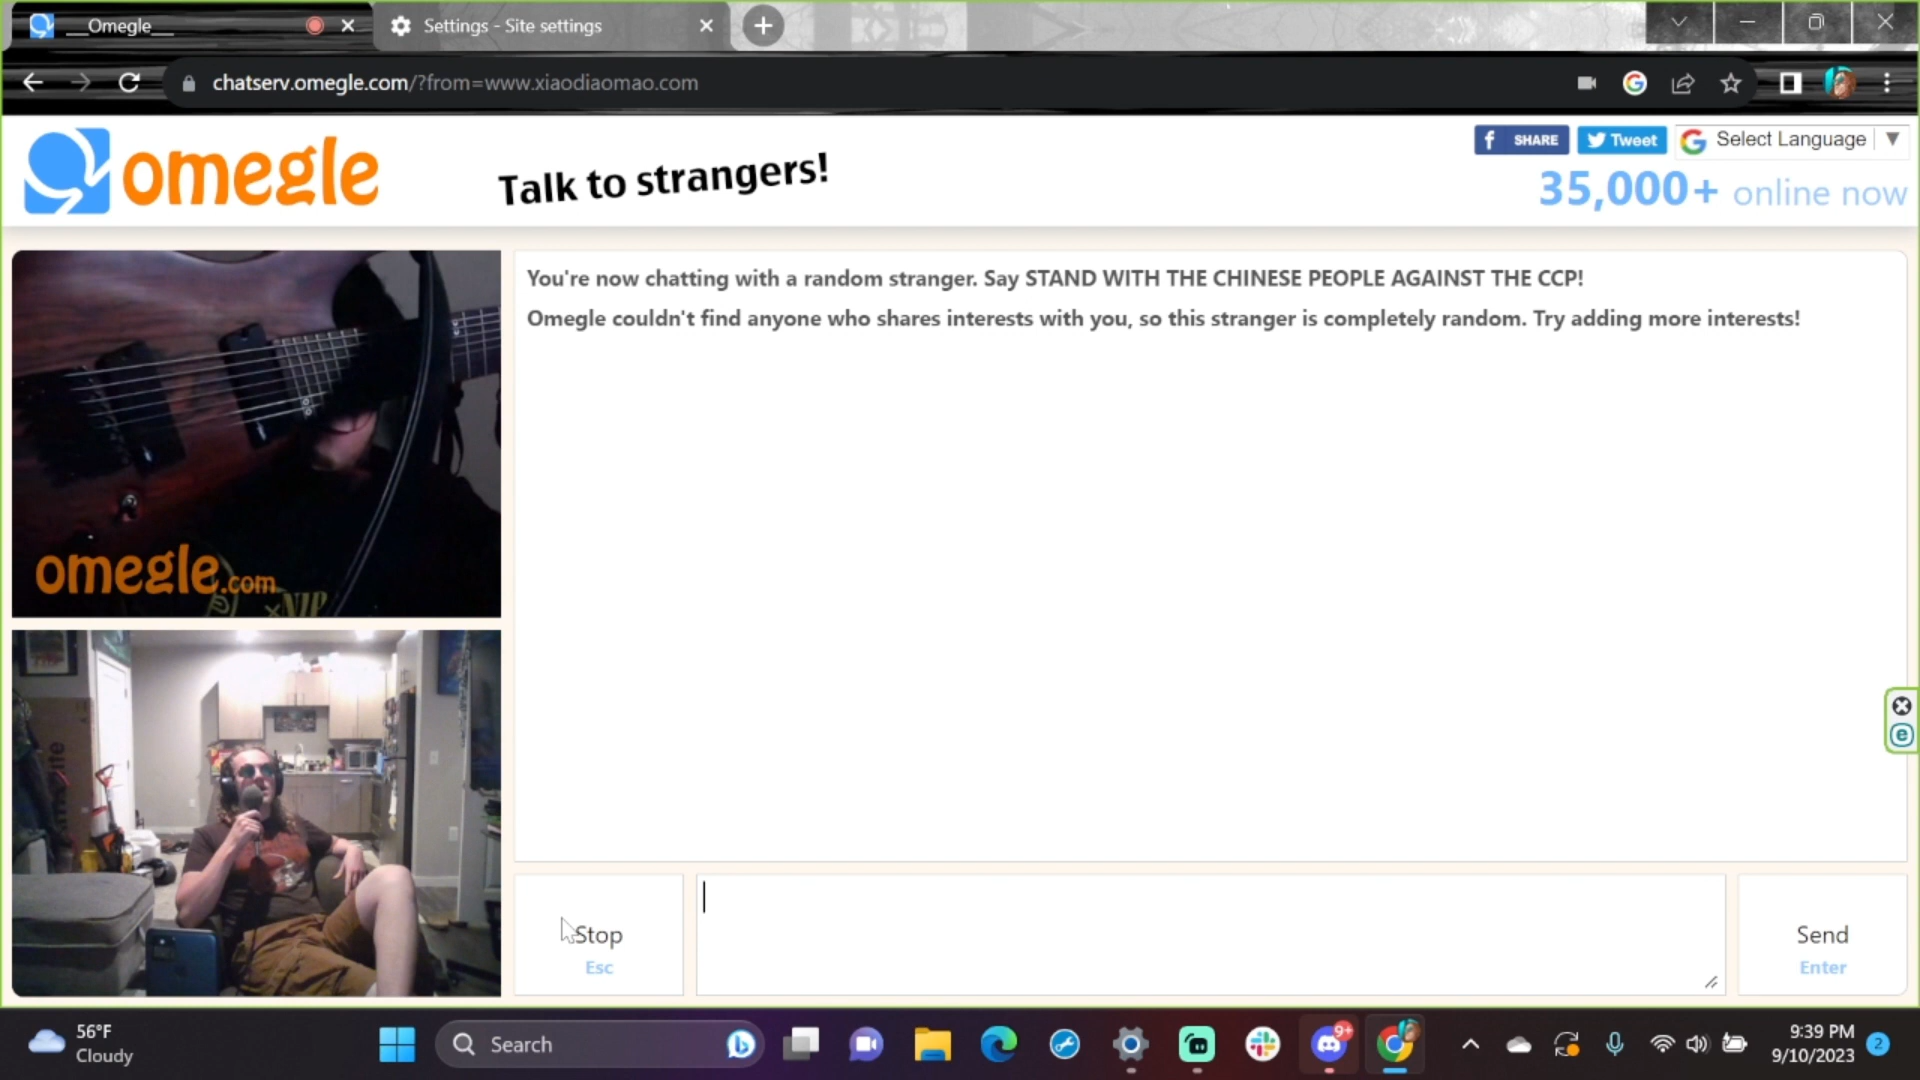 __Omegle__
Settings - Site settings
chatserv.omegle.com/?from=www.xiaodiaomao.com
omegle
Talk to strangers!
SHARE
Tweet
Select Language
35,000+ online now
You're now chatting with a random stranger. Say STAND WITH THE CHINESE PEOPLE AGAINST THE CCP!
Omegle couldn't find anyone who shares interests with you, so this stranger is completely random. Try adding more interests!
omegle.com
Stop
Esc
Send
Enter
56°F
Cloudy
Search
9+
9:39 PM
9/10/2023
2